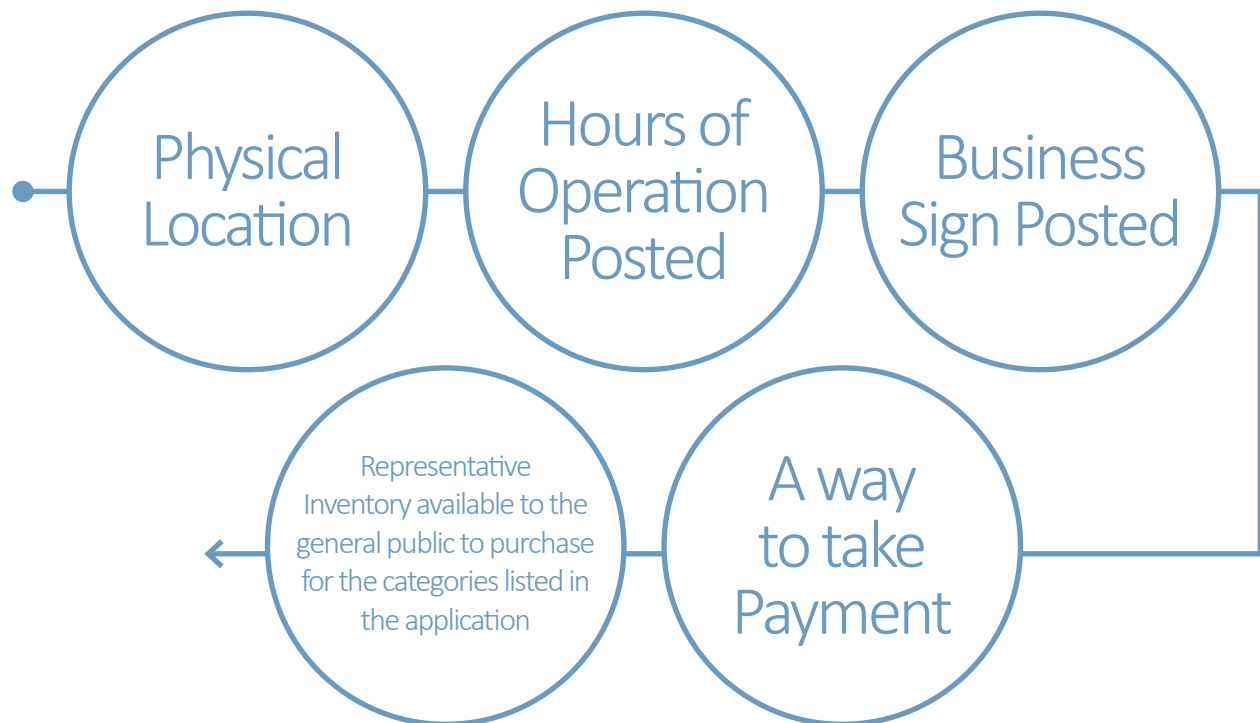 Physical
Location
Hours of
Operation
Posted
Business
Sign Posted
A way
to take
Payment
Representative
Inventory available to the
general public to purchase
for the categories listed in
the application